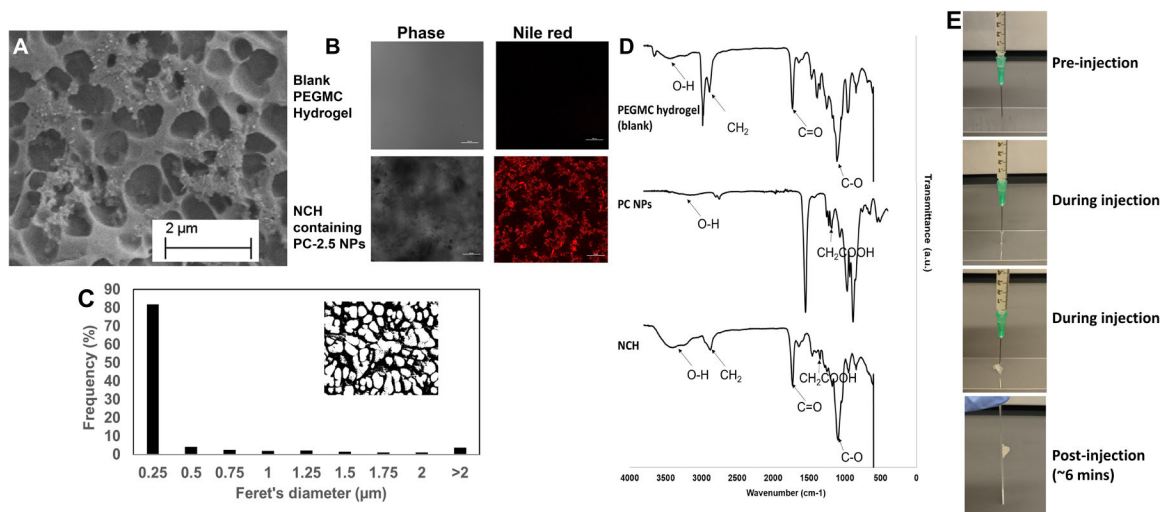 A
2 µm
B
Phase
Nile red
Blank
PEGMC
Hydrogel
NCH
containing
PC-2.5 NPs
C
Frequency (%)
90
80
70
60
50
40
30
20
10
0
0.25 0.5 0.75 1 1.25 1.5 1.75 2 >2
Feret's diameter (µm)
D
O-H
PEGMC hydrogel
(blank)
CH₂
C=O
C-O
PC NPs
O-H
CH₂COOH
NCH
O-H
CH₂
CH₂COOH
C=O
C-O
Transmittance (a.u.)
4000 3500 3000 2500 2000 1500 1000 500 0
Wavenumber (cm-1)
E
Pre-injection
During injection
During injection
Post-injection
(~6 mins)